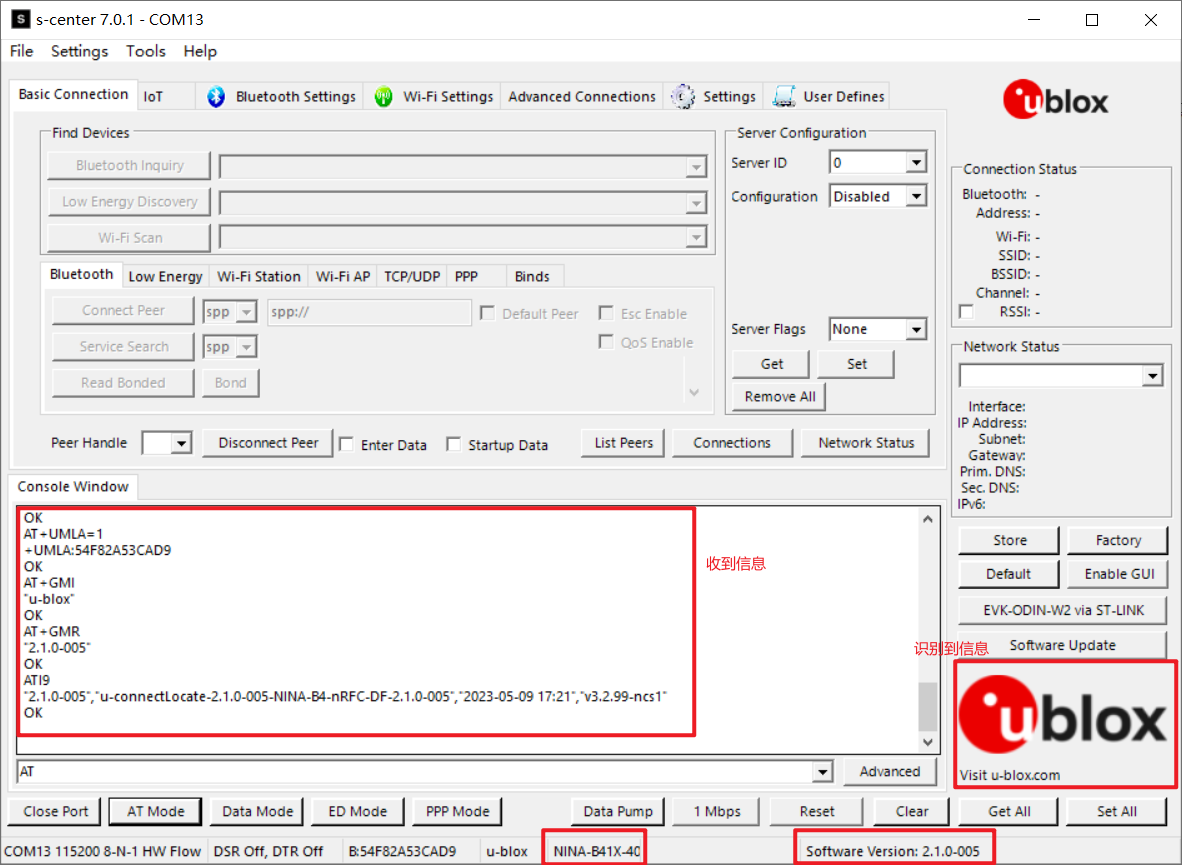 s-center 7.0.1 - COM13
File Settings Tools Help
Basic Connection IoT Bluetooth Settings Wi-Fi Settings Advanced Connections Settings User Defines
ublox
Find Devices
Bluetooth Inquiry
Low Energy Discovery
Wi-Fi Scan
Server Configuration
Server ID 0
Configuration Disabled
Server Flags None
Get Set
Remove All
Bluetooth Low Energy Wi-Fi Station Wi-Fi AP TCP/UDP PPP Binds
Connect Peer spp spp:// Default Peer Esc Enable
Service Search spp QoS Enable
Read Bonded Bond
Peer Handle Disconnect Peer Enter Data Startup Data List Peers Connections Network Status
Connection Status
Bluetooth: -
Address: -
Wi-Fi: -
SSID: -
BSSID: -
Channel: -
RSSI: -
Network Status
Interface:
IP Address:
Subnet:
Gateway:
Prim. DNS:
Sec. DNS:
IPv6:
Store Factory
Default Enable GUI
EVK-ODIN-W2 via ST-LINK
识别到信息 Software Update
ublox
Visit u-blox.com
Console Window
OK
AT+UMLA=1
+UMLA:54F82A53CAD9
OK
AT+GMI
"u-blox"
OK
AT+GMR
"2.1.0-005"
OK
ATI9
"2.1.0-005","u-connectLocate-2.1.0-005-NINA-B4-nRFC-DF-2.1.0-005","2023-05-09 17:21","v3.2.99-ncs1"
OK
收到信息
AT Advanced
Close Port AT Mode Data Mode ED Mode PPP Mode Data Pump 1 Mbps Reset Clear Get All Set All
COM13 115200 8-N-1 HW Flow DSR Off, DTR Off B:54F82A53CAD9 u-blox NINA-B41X-40 Software Version: 2.1.0-005